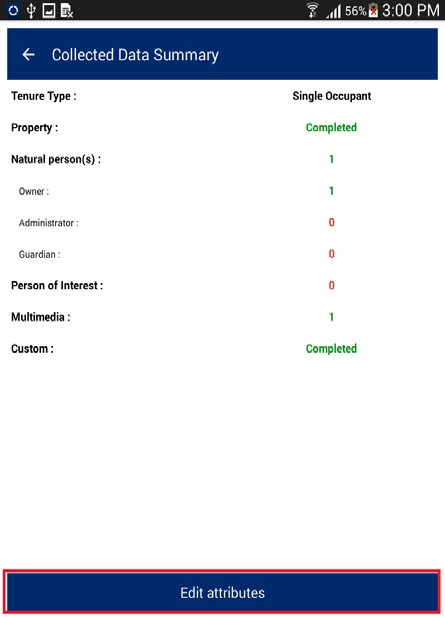 56% 3:00 PM
Collected Data Summary
Tenure Type : Single Occupant
Property : Completed
Natural person(s) : 1
Owner : 1
Administrator : 0
Guardian : 0
Person of Interest : 0
Multimedia : 1
Custom : Completed
Edit attributes